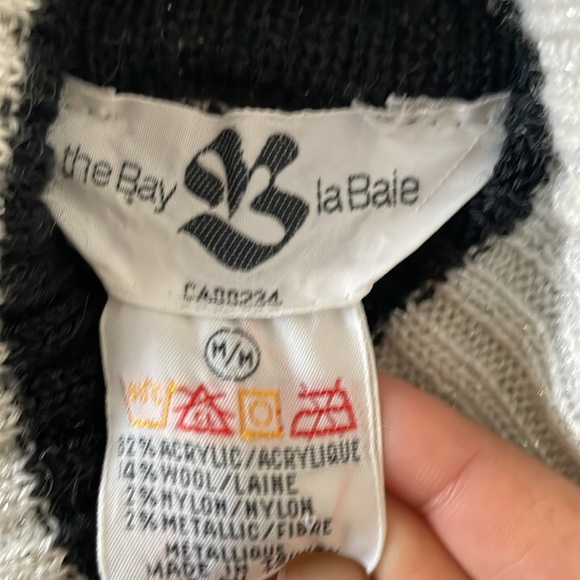 the Bay B la Baie
CA00234
M/M
82% ACRYLIC/ACRYLIQUE
14% WOOL/LAINE
2% NYLON/NYLON
2% METALLIC/FIBRE
METALLIQUE
MADE IN